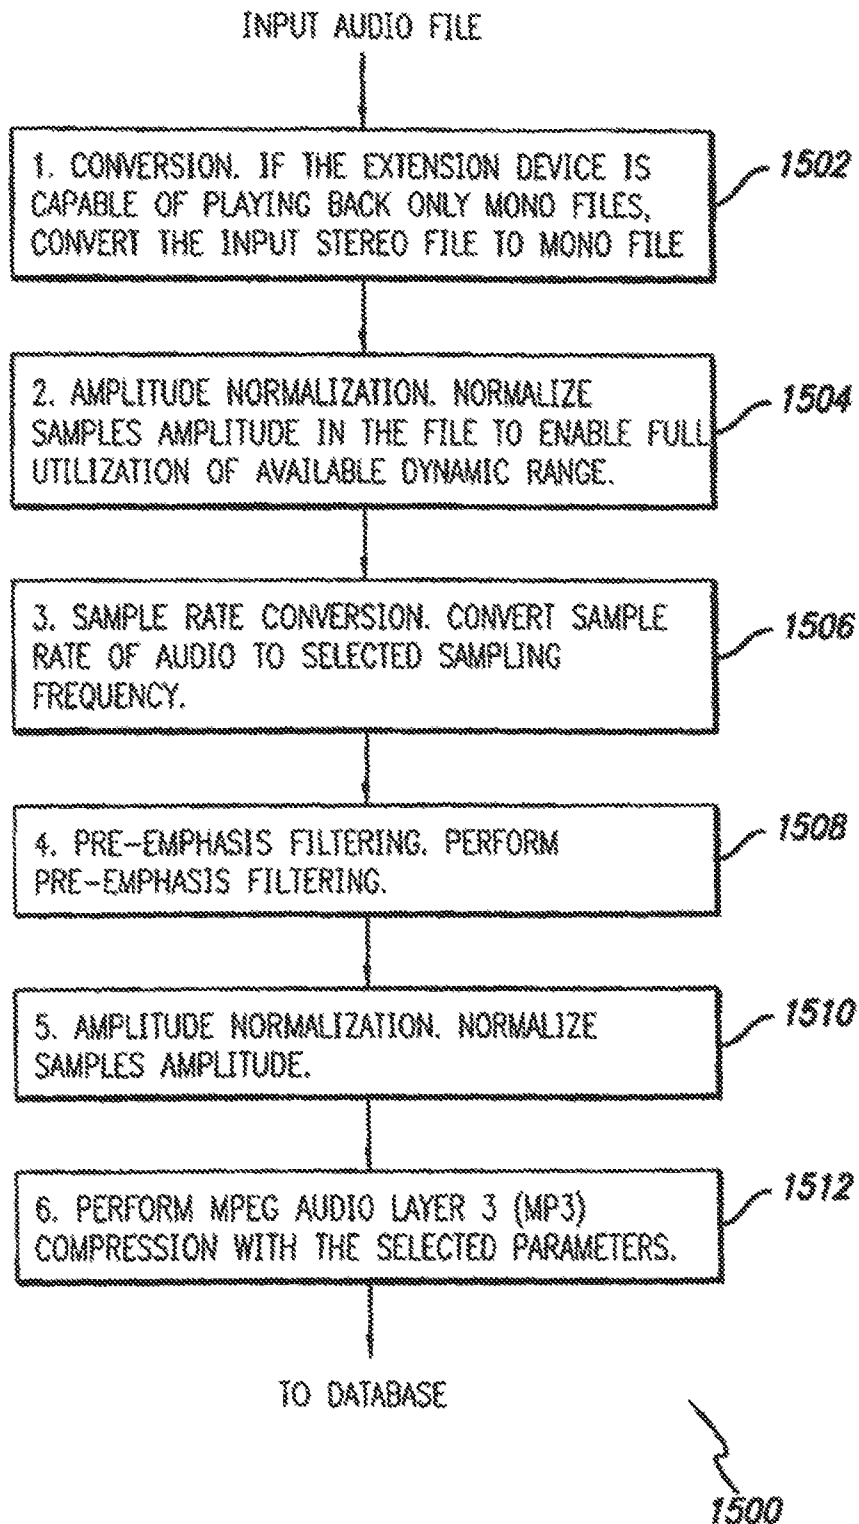 INPUT AUDIO FILE
1. CONVERSION. IF THE EXTENSION DEVICE IS
CAPABLE OF PLAYING BACK ONLY MONO FILES,
CONVERT THE INPUT STEREO FILE TO MONO FILE
1502
2. AMPLITUDE NORMALIZATION. NORMALIZE
SAMPLES AMPLITUDE IN THE FILE TO ENABLE FULL
UTILIZATION OF AVAILABLE DYNAMIC RANGE.
1504
3. SAMPLE RATE CONVERSION. CONVERT SAMPLE
RATE OF AUDIO TO SELECTED SAMPLING
FREQUENCY.
1506
4. PRE-EMPHASIS FILTERING. PERFORM
PRE-EMPHASIS FILTERING.
1508
5. AMPLITUDE NORMALIZATION. NORMALIZE
SAMPLES AMPLITUDE.
1510
6. PERFORM MPEG AUDIO LAYER 3 (MP3)
COMPRESSION WITH THE SELECTED PARAMETERS.
1512
TO DATABASE
1500